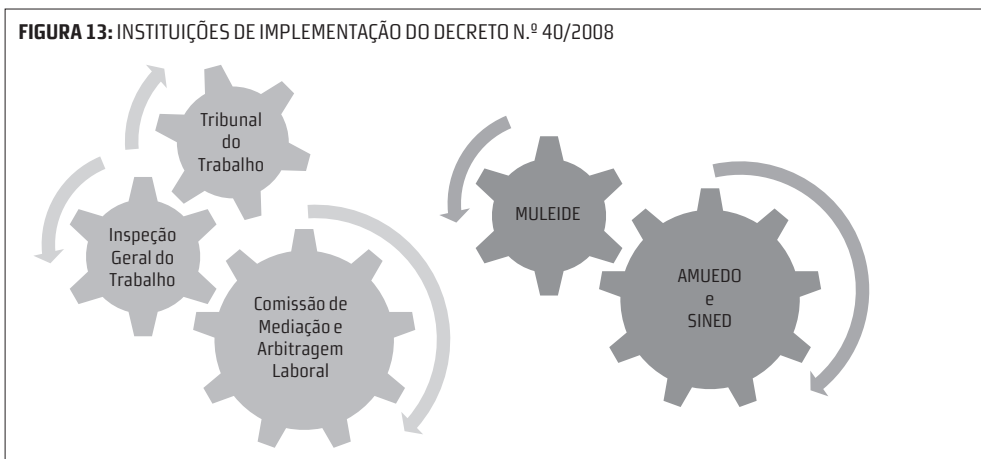 FIGURA 13: INSTITUIÇÕES DE IMPLEMENTAÇÃO DO DECRETO N.º 40/2008
Tribunal
do
Trabalho
Inspeção
Geral do
Trabalho
Comissão de
Mediação e
Arbitragem
Laboral
MULEIDE
AMUEDO
e
SINED